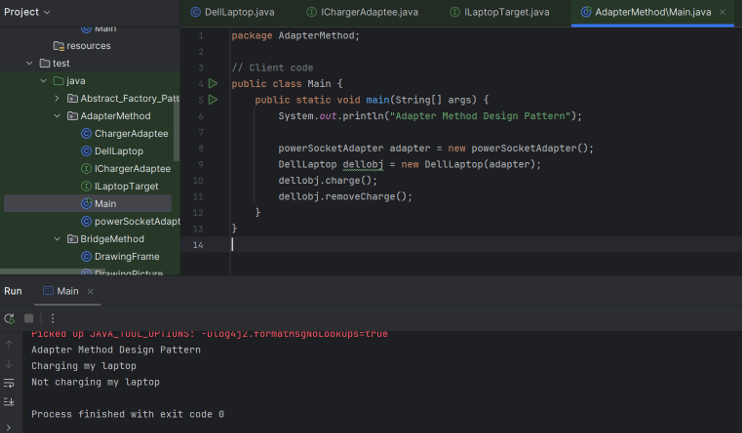 Project
DellLaptop.java
IChargerAdaptee.java
ILaptopTarget.java
AdapterMethod\Main.java
Main
resources
test
java
Abstract_Factory_Patt
AdapterMethod
ChargerAdaptee
DellLaptop
IChargerAdaptee
ILaptopTarget
Main
powerSocketAdapt
BridgeMethod
DrawingFrame
DrawingPicture
1 package AdapterMethod;
2
3 // Client code
4 public class Main {
5 public static void main(String[] args) {
6 System.out.println("Adapter Method Design Pattern");
7
8 powerSocketAdapter adapter = new powerSocketAdapter();
9 DellLaptop dellobj = new DellLaptop(adapter);
10 dellobj.charge();
11 dellobj.removeCharge();
12 }
13 }
14
Run
Main
Picked up JAVA_TOOL_OPTIONS: -Dlog4j2.formatMsgNoLookups=true
Adapter Method Design Pattern
Charging my laptop
Not charging my laptop
Process finished with exit code 0